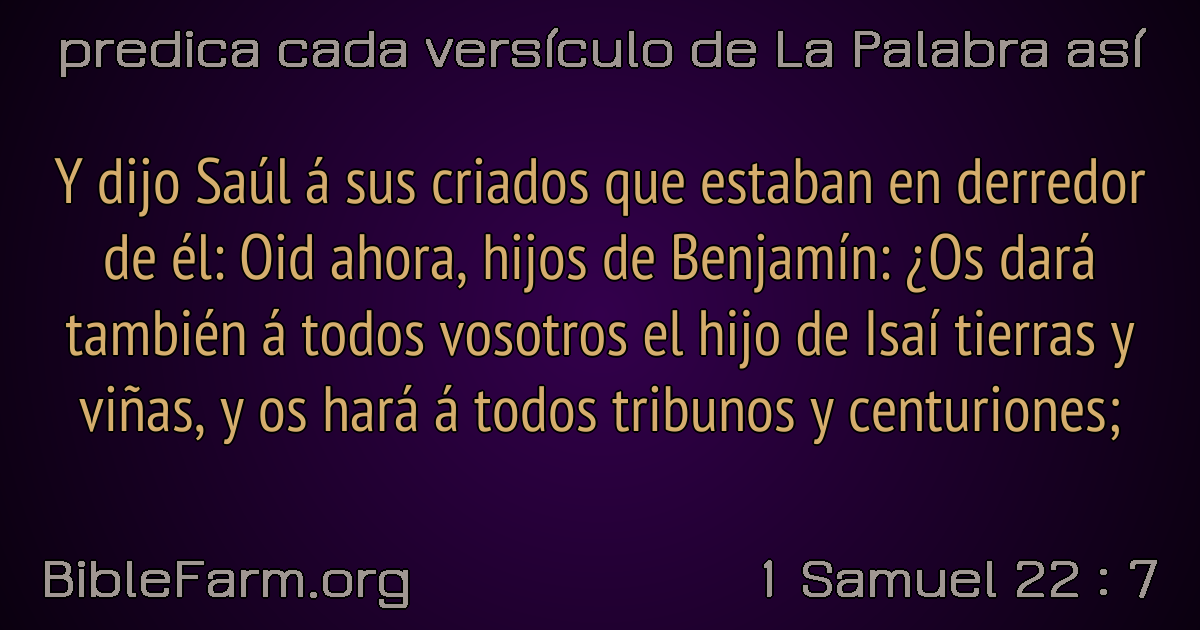 predica cada versículo de La Palabra así
Y dijo Saúl á sus criados que estaban en derredor
de él: Oid ahora, hijos de Benjamín: ¿Os dará
también á todos vosotros el hijo de Isaí tierras y
viñas, y os hará á todos tribunos y centuriones;
BibleFarm.org
1 Samuel 22 : 7